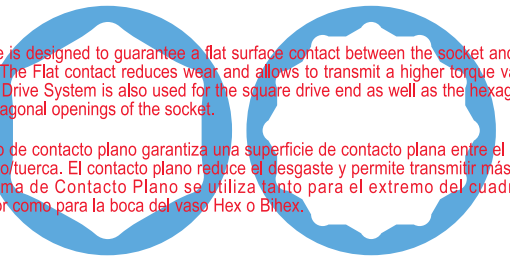 e is designed to guarantee a flat surface contact between the socket and
The Flat contact reduces wear and allows to transmit a higher torque va
Drive System is also used for the square drive end as well as the hexag
agonal openings of the socket.
o de contacto plano garantiza una superficie de contacto plana entre el
o/tuerca. El contacto plano reduce el desgaste y permite transmitir más
ma de Contacto Plano se utiliza tanto para el extremo del cuad
or como para la boca del vaso Hex o Bihex.